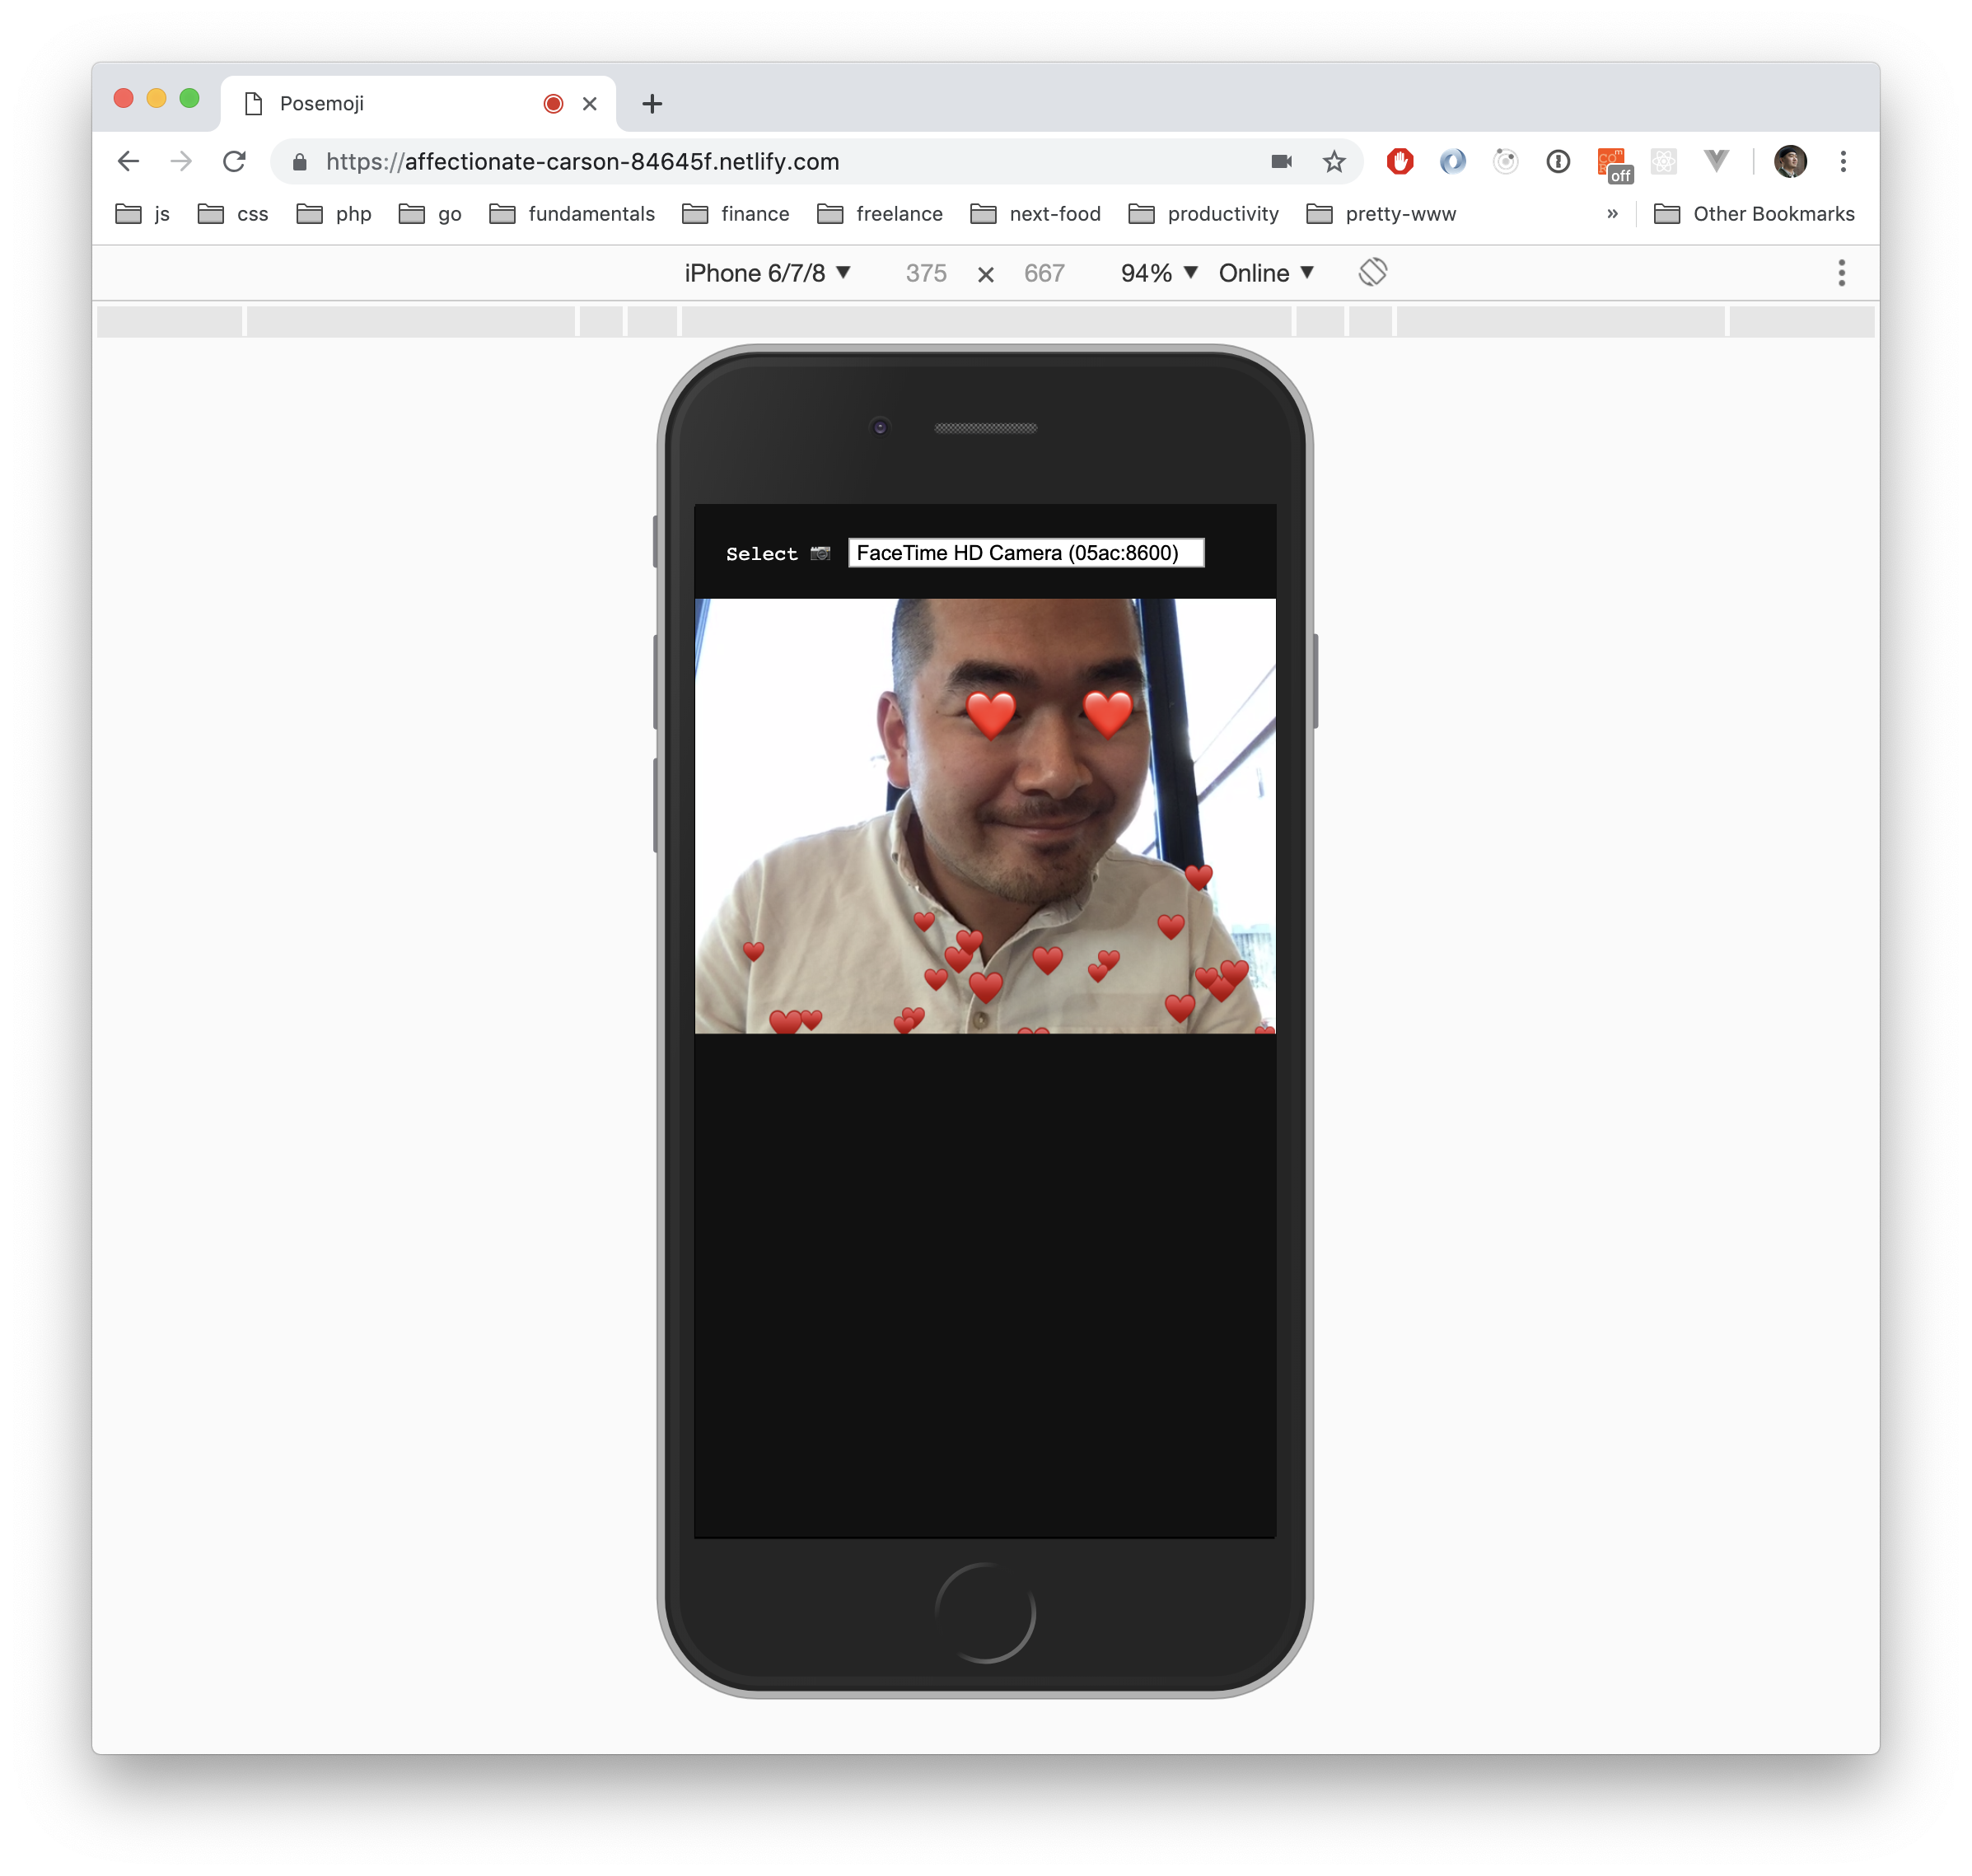 Posemoji
https://affectionate-carson-84645f.netlify.com
off
js css php go fundamentals finance freelance next-food productivity pretty-www » Other Bookmarks
iPhone 6/7/8 ▼ 375 × 667 94% ▼ Online ▼
Select 📷 FaceTime HD Camera (05ac:8600)